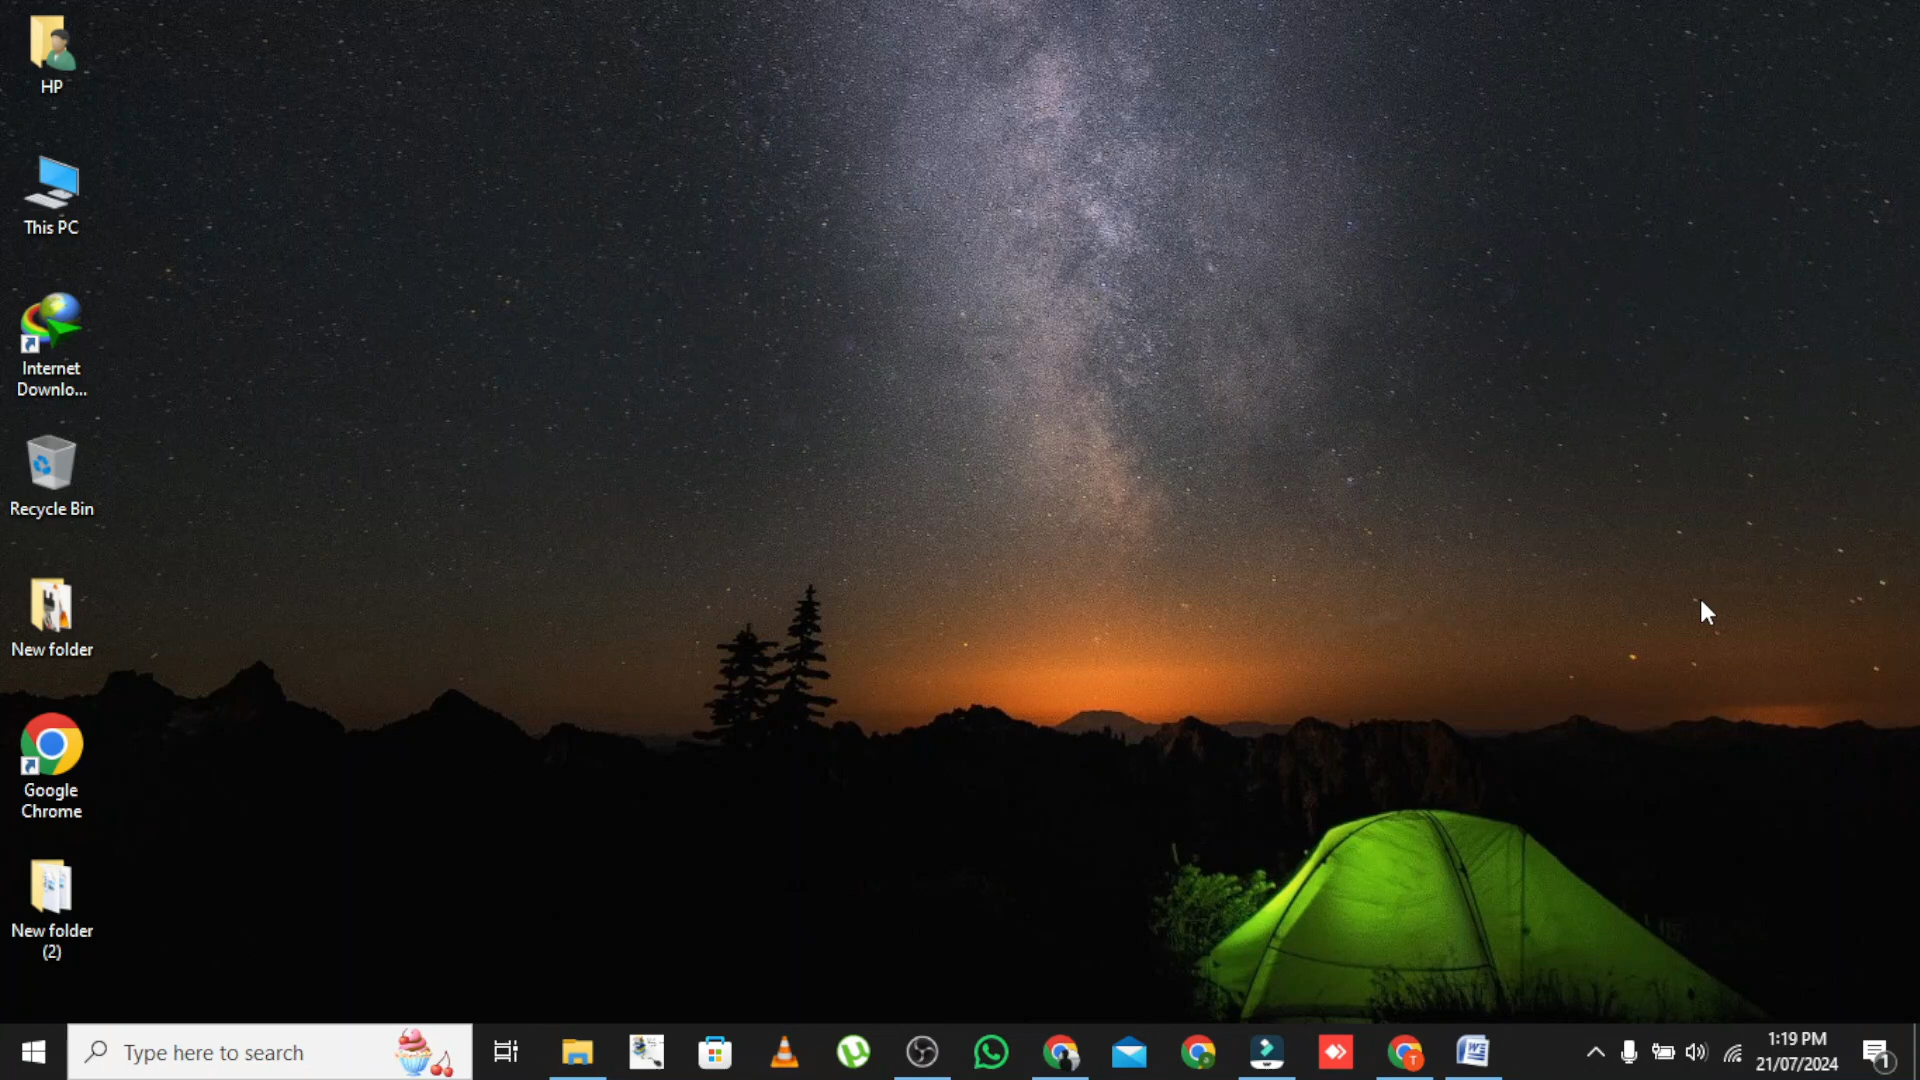 HP
This PC
Internet
Downlo...
Recycle Bin
New folder
Google
Chrome
New folder
(2)
Type here to search
T
W
1:19 PM
21/07/2024
1